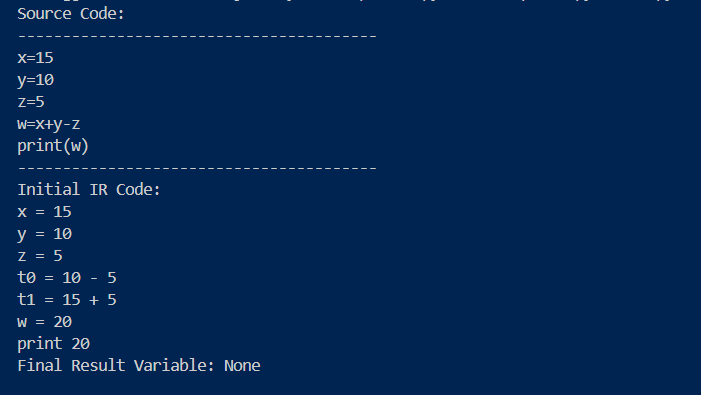 Source Code:
----------------------------------------
x=15
y=10
z=5
w=x+y-z
print(w)
----------------------------------------
Initial IR Code:
x = 15
y = 10
z = 5
t0 = 10 - 5
t1 = 15 + 5
w = 20
print 20
Final Result Variable: None